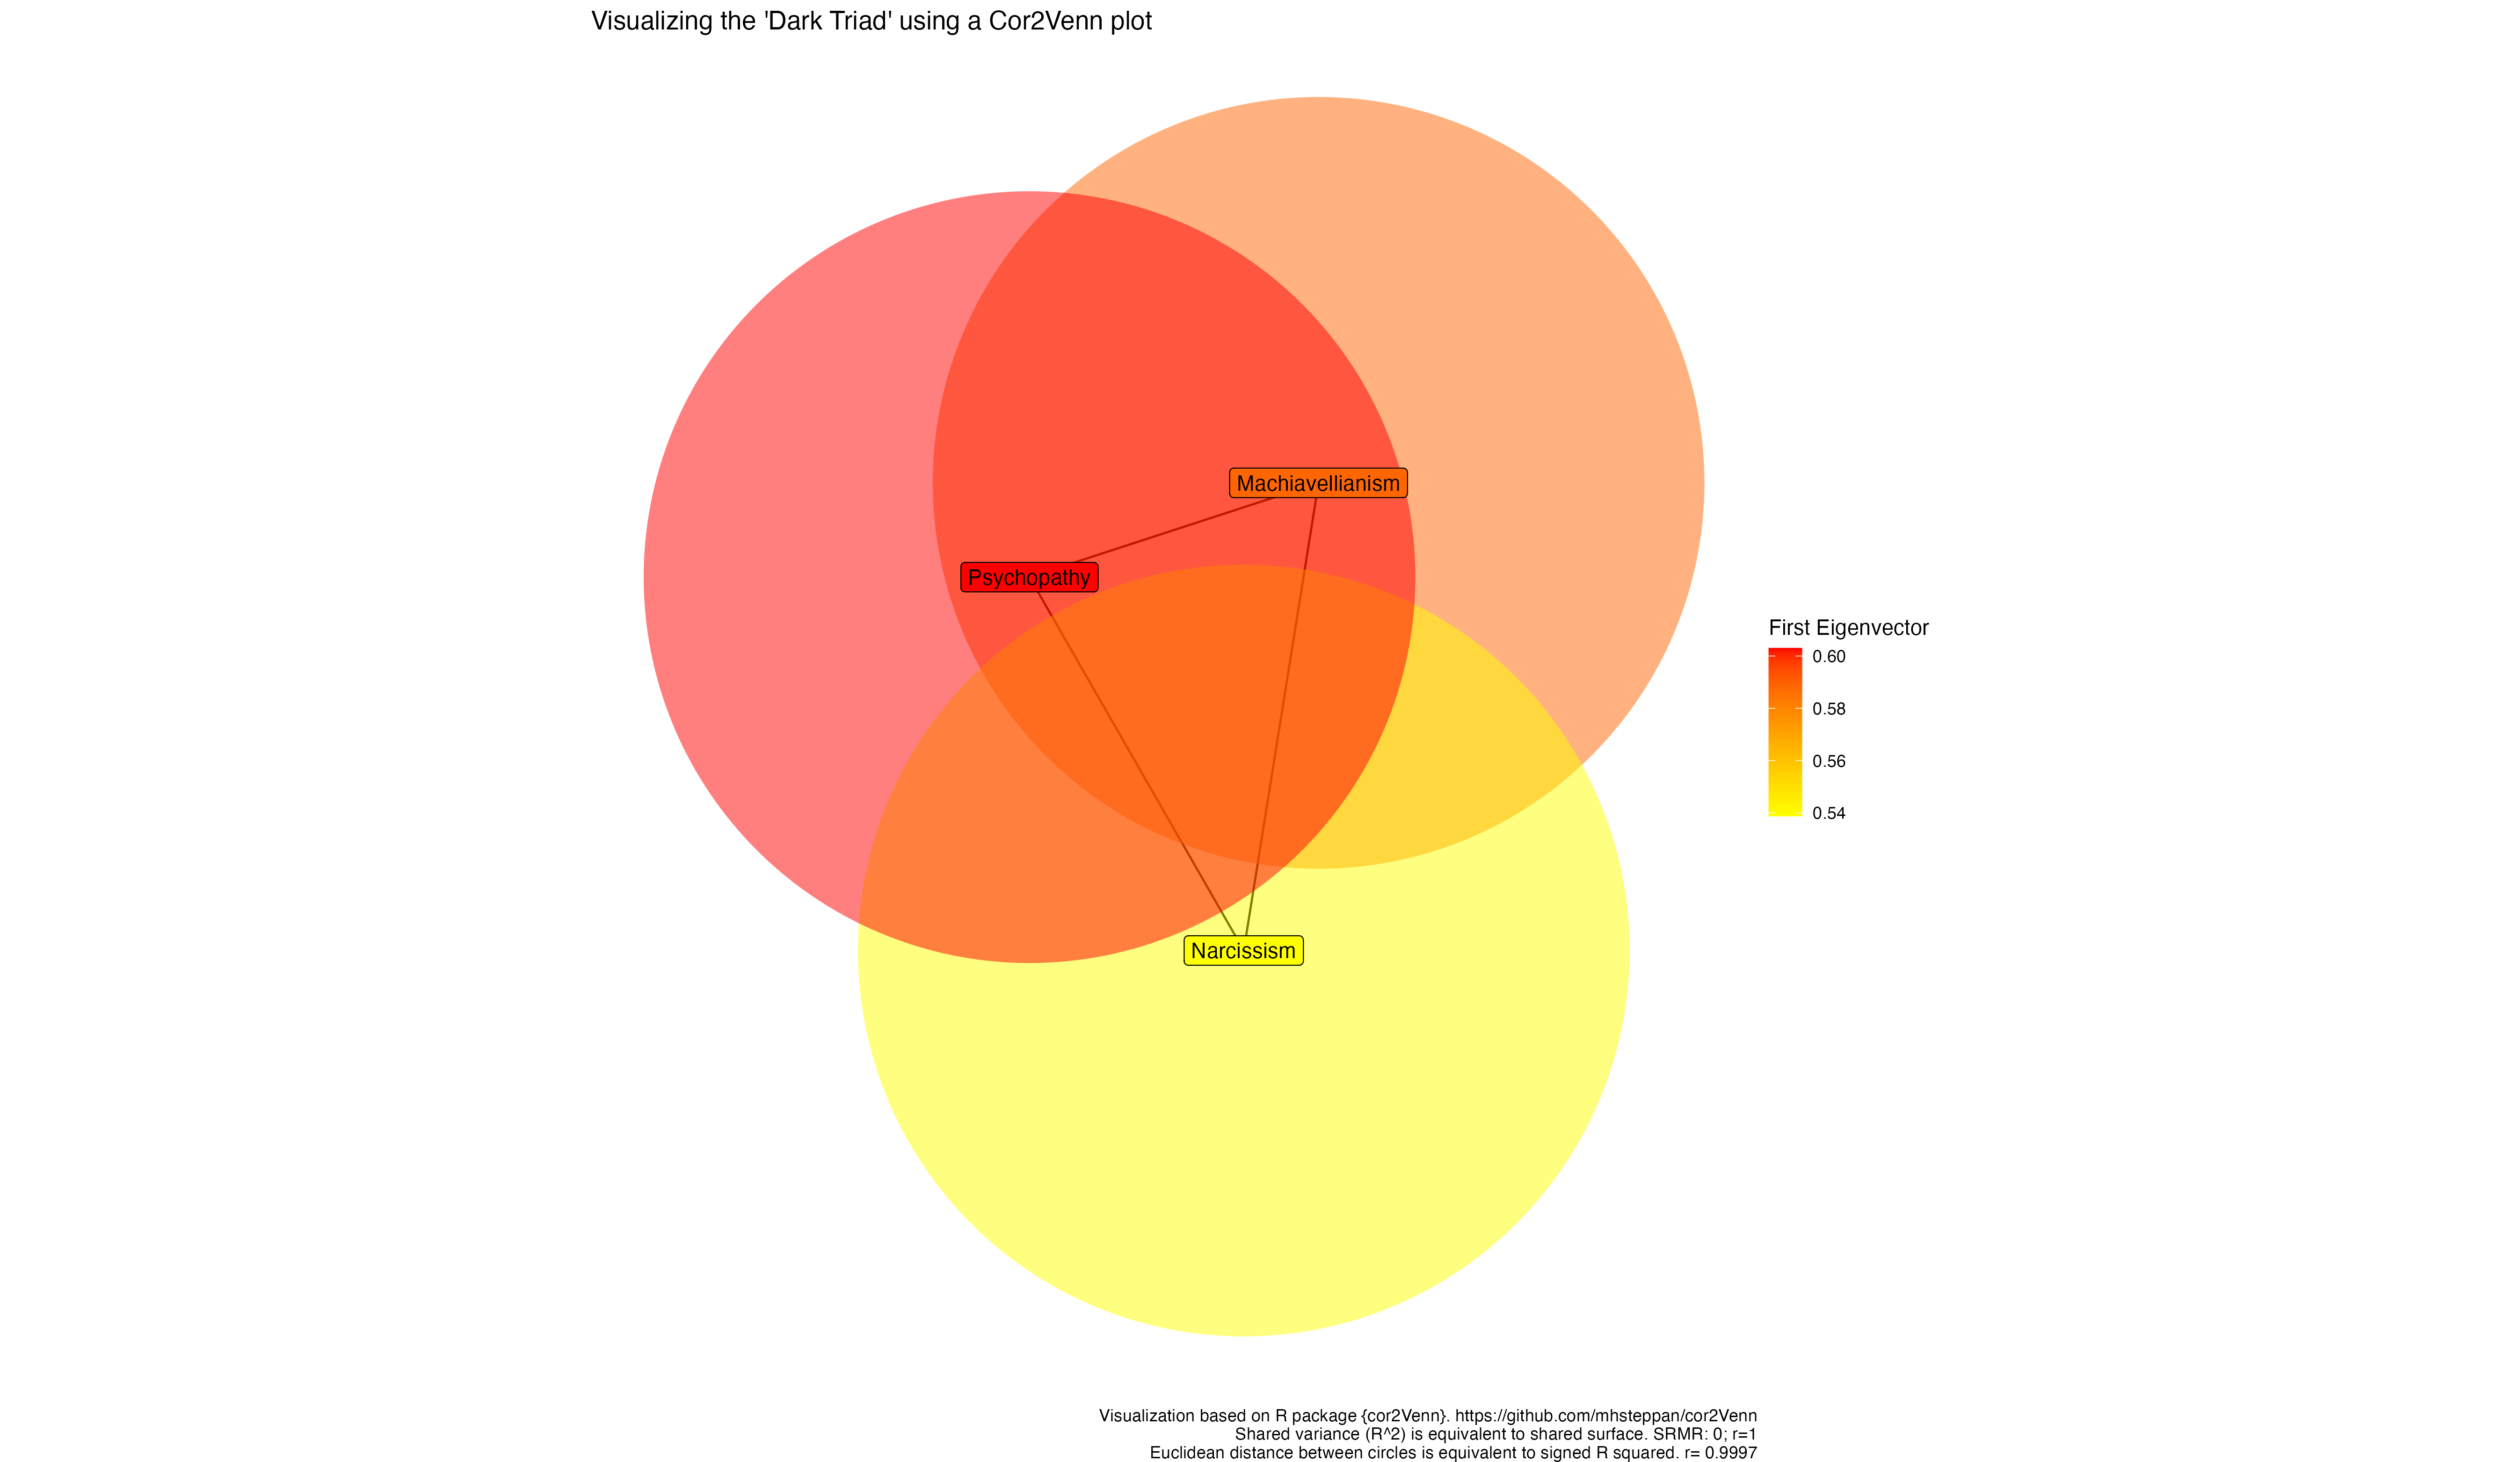 Visualizing the 'Dark Triad' using a Cor2Venn plot
Machiavellianism
Psychopathy
Narcissism
First Eigenvector
0.60
0.58
0.56
0.54
Visualization based on R package {cor2Venn}. https://github.com/mhsteppan/cor2Venn
Shared variance (R^2) is equivalent to shared surface. SRMR: 0; r=1
Euclidean distance between circles is equivalent to signed R squared. r= 0.9997